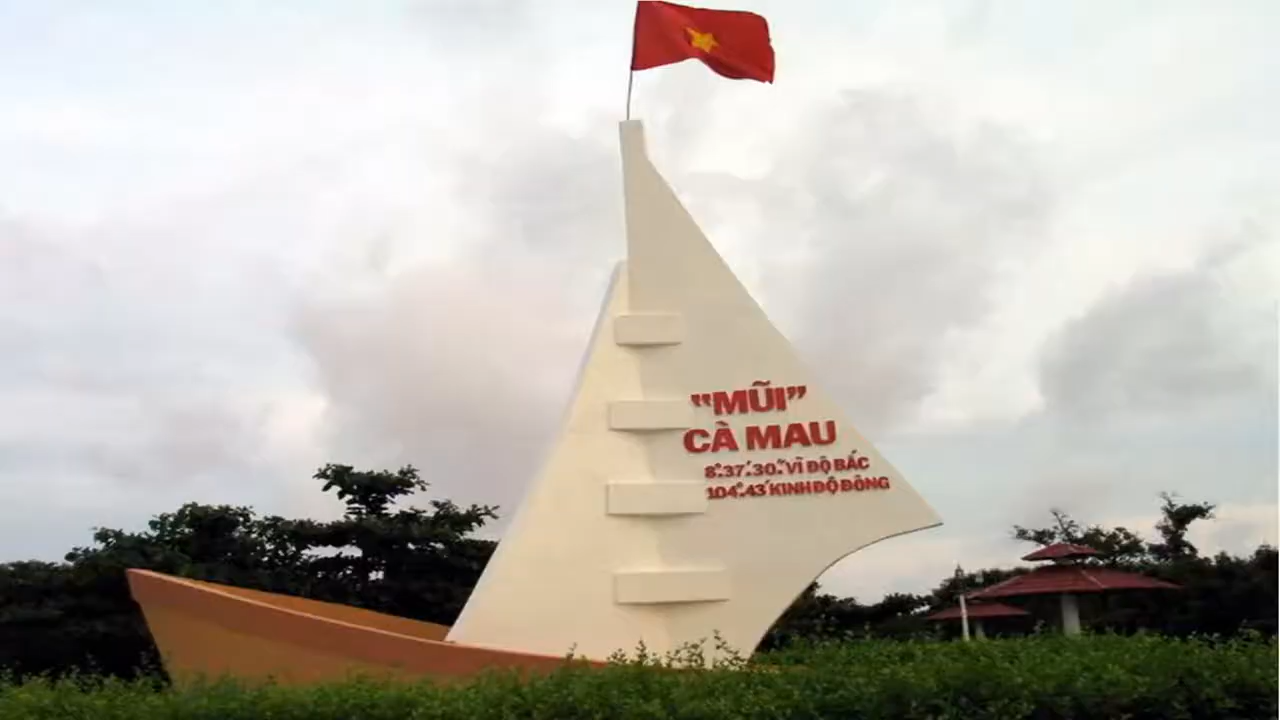 "MŨI"
CÀ MAU
8°.37'.30." VĨ ĐỘ BẮC
104°.43' KINH ĐỘ ĐÔNG